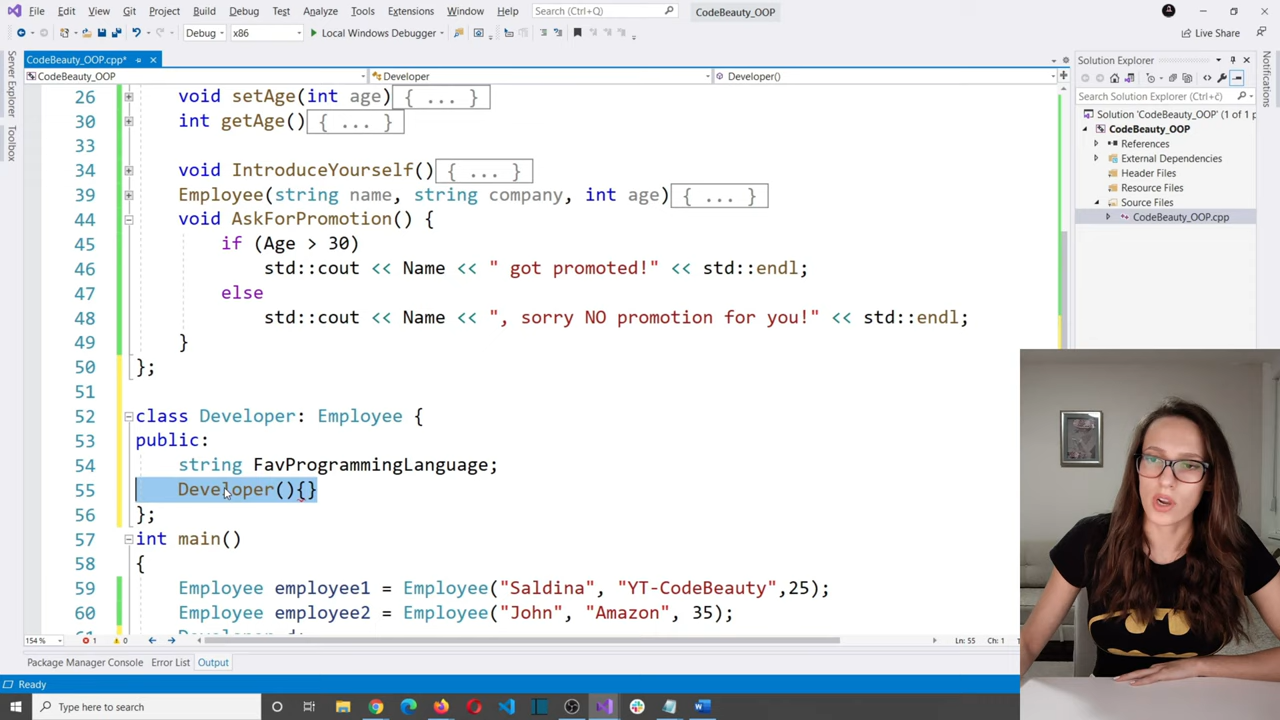 File Edit View Git Project Build Debug Test Analyze Tools Extensions Window Help Search (Ctrl+Q) CodeBeauty_OOP
Debug x86 Local Windows Debugger Live Share
CodeBeauty_OOP.cpp*
CodeBeauty_OOP Developer Developer()
Server Explorer
Toolbox
26 void setAge(int age){ ... }
30 int getAge(){ ... }
33
34 void IntroduceYourself(){ ... }
39 Employee(string name, string company, int age){ ... }
44 void AskForPromotion() {
45 if (Age > 30)
46 std::cout << Name << " got promoted!" << std::endl;
47 else
48 std::cout << Name << ", sorry NO promotion for you!" << std::endl;
49 }
50 };
51
52 class Developer: Employee {
53 public:
54 string FavProgrammingLanguage;
55 Developer(){}
56 };
57 int main()
58 {
59 Employee employee1 = Employee("Saldina", "YT-CodeBeauty",25);
60 Employee employee2 = Employee("John", "Amazon", 35);
154 % 1 0 Ln: 55 Ch: 1
Package Manager Console Error List Output
Ready
Type here to search
Solution Explorer
Search Solution Explorer (Ctrl+č)
Solution 'CodeBeauty_OOP' (1 of 1 p
CodeBeauty_OOP
References
External Dependencies
Header Files
Resource Files
Source Files
CodeBeauty_OOP.cpp
Notifications